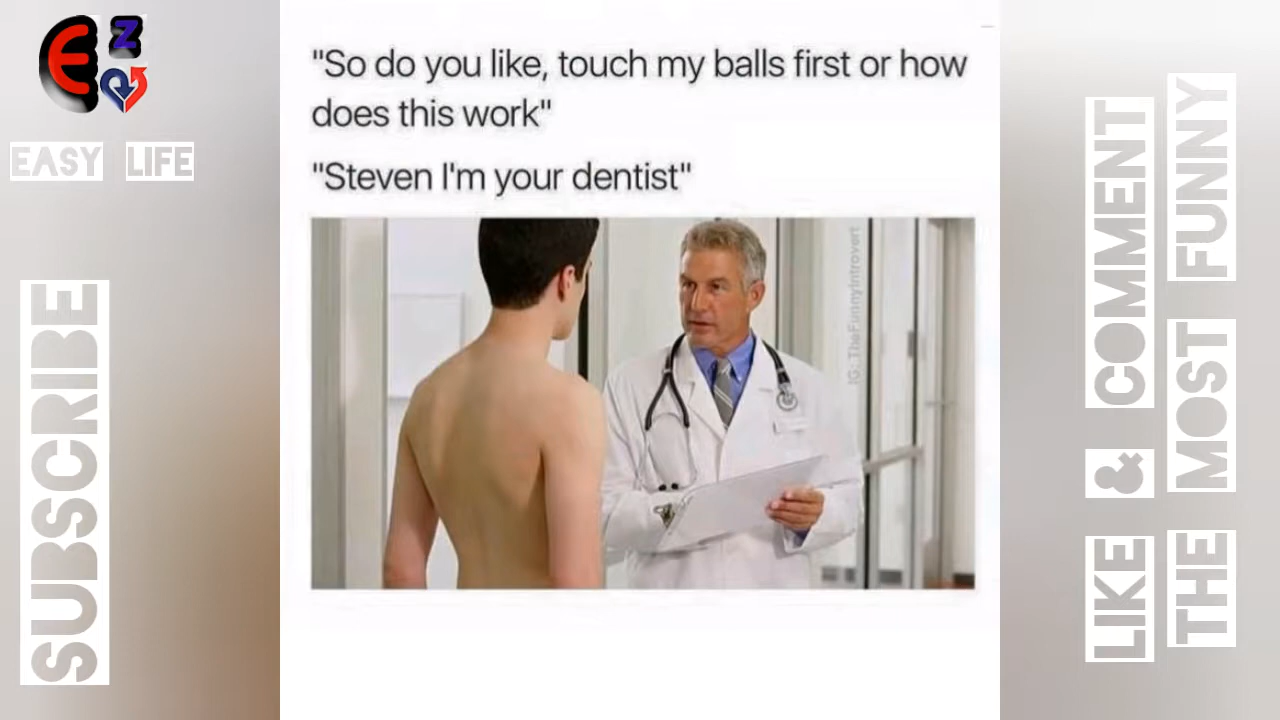 E
Z
EASY LIFE
SUBSCRIBE
"So do you like, touch my balls first or how
does this work"
"Steven I'm your dentist"
IG: TheFunnyIntrovert
LIKE & COMMENT
THE MOST FUNNY